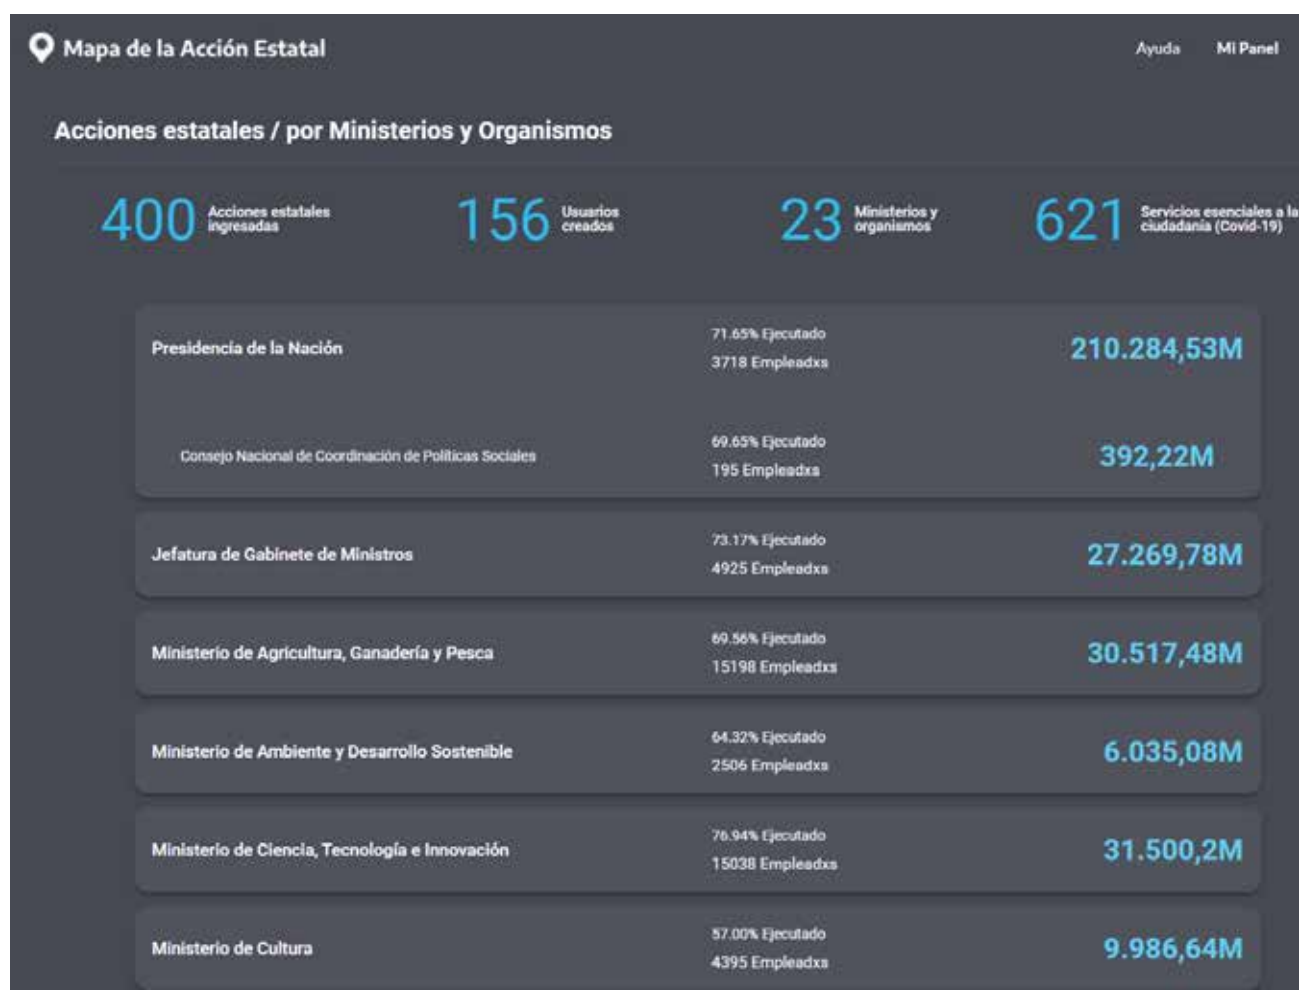 Mapa de la Acción Estatal
Ayuda
Mi Panel
Acciones estatales / por Ministerios y Organismos
400 Acciones estatales
ingresadas
156 Usuarios
creados
23 Ministerios y
organismos
621 Servicios esenciales a la
ciudadanía (Covid-19)
Presidencia de la Nación
71.65% Ejecutado
3718 Empleadxs
210.284,53M
Consejo Nacional de Coordinación de Políticas Sociales
69.65% Ejecutado
195 Empleadxs
392,22M
Jefatura de Gabinete de Ministros
73.17% Ejecutado
4925 Empleadxs
27.269,78M
Ministerio de Agricultura, Ganadería y Pesca
69.56% Ejecutado
15198 Empleadxs
30.517,48M
Ministerio de Ambiente y Desarrollo Sostenible
64.32% Ejecutado
2506 Empleadxs
6.035,08M
Ministerio de Ciencia, Tecnología e Innovación
76.94% Ejecutado
15038 Empleadxs
31.500,2M
Ministerio de Cultura
57.00% Ejecutado
4395 Empleadxs
9.986,64M